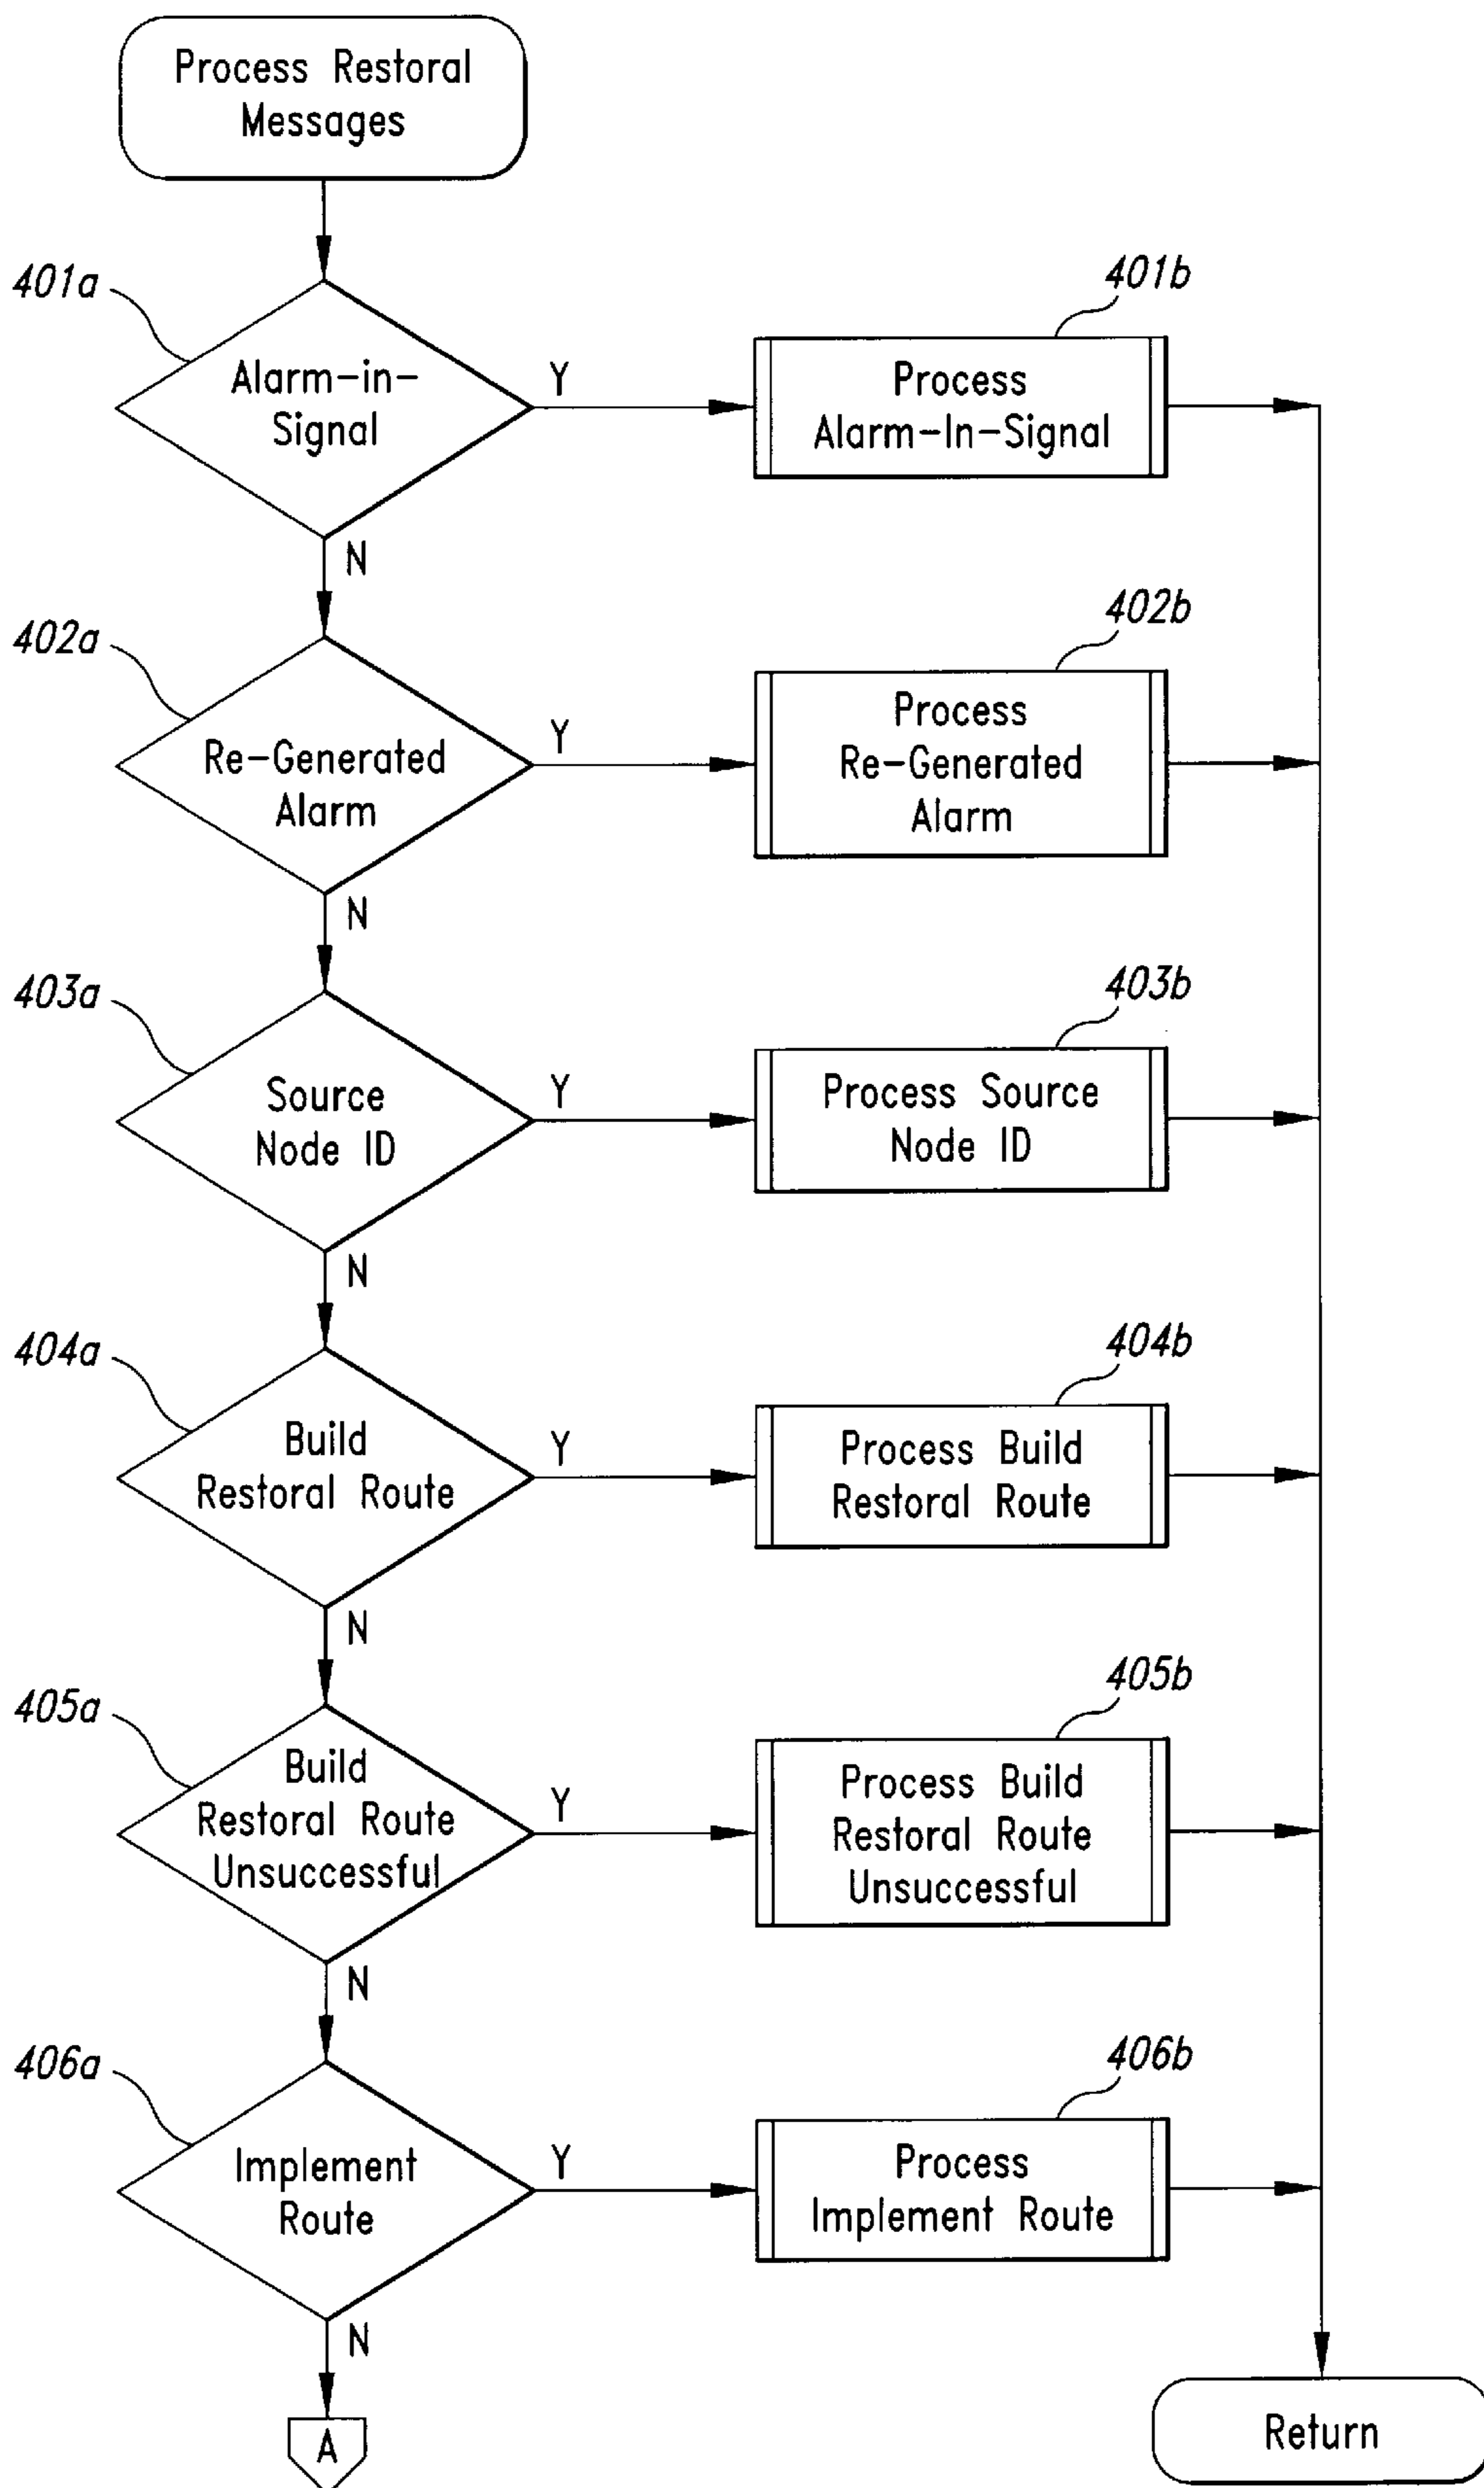 Process Restoral
Messages
401a
401b
Alarm-in-
Signal
Y
Process
Alarm-In-Signal
N
402a
402b
Re-Generated
Alarm
Y
Process
Re-Generated
Alarm
N
403a
403b
Source
Node ID
Y
Process Source
Node ID
N
404a
404b
Build
Restoral Route
Y
Process Build
Restoral Route
N
405a
405b
Build
Restoral Route
Unsuccessful
Y
Process Build
Restoral Route
Unsuccessful
N
406a
406b
Implement
Route
Y
Process
Implement Route
N
A
Return